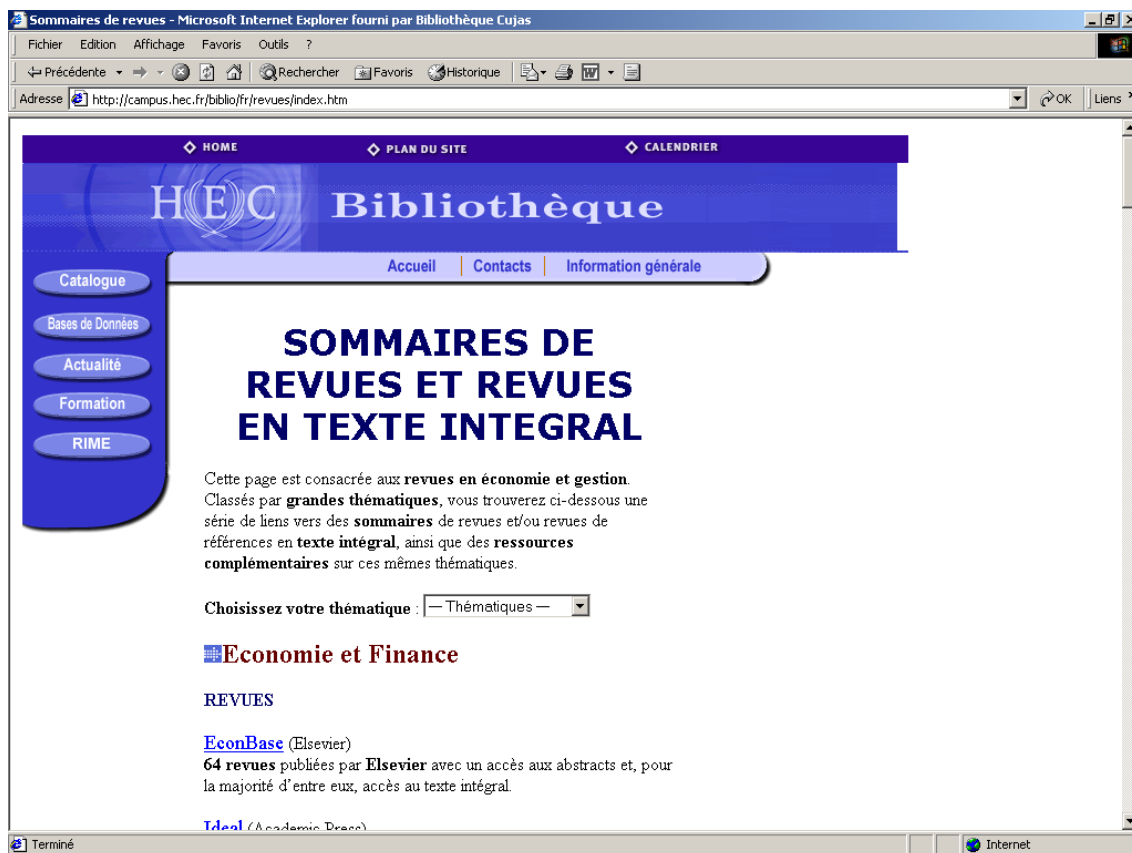 Sommaires de revues - Microsoft Internet Explorer fourni par Bibliothèque Cujas
Fichier Edition Affichage Favoris Outils ?
Précédente Rechercher Favoris Historique
Adresse http://campus.hec.fr/biblio/fr/revues/index.htm OK Liens
HOME PLAN DU SITE CALENDRIER
HEC Bibliothèque
Accueil Contacts Information générale
Catalogue
Bases de Données
Actualité
Formation
RIME
SOMMAIRES DE
REVUES ET REVUES
EN TEXTE INTEGRAL
Cette page est consacrée aux revues en économie et gestion.
Classés par grandes thématiques, vous trouverez ci-dessous une
série de liens vers des sommaires de revues et/ou revues de
références en texte intégral, ainsi que des ressources
complémentaires sur ces mêmes thématiques.
Choisissez votre thématique : — Thématiques —
Economie et Finance
REVUES
EconBase (Elsevier)
64 revues publiées par Elsevier avec un accès aux abstracts et, pour
la majorité d'entre eux, accès au texte intégral.
Ideal (Academic Press)
Terminé Internet